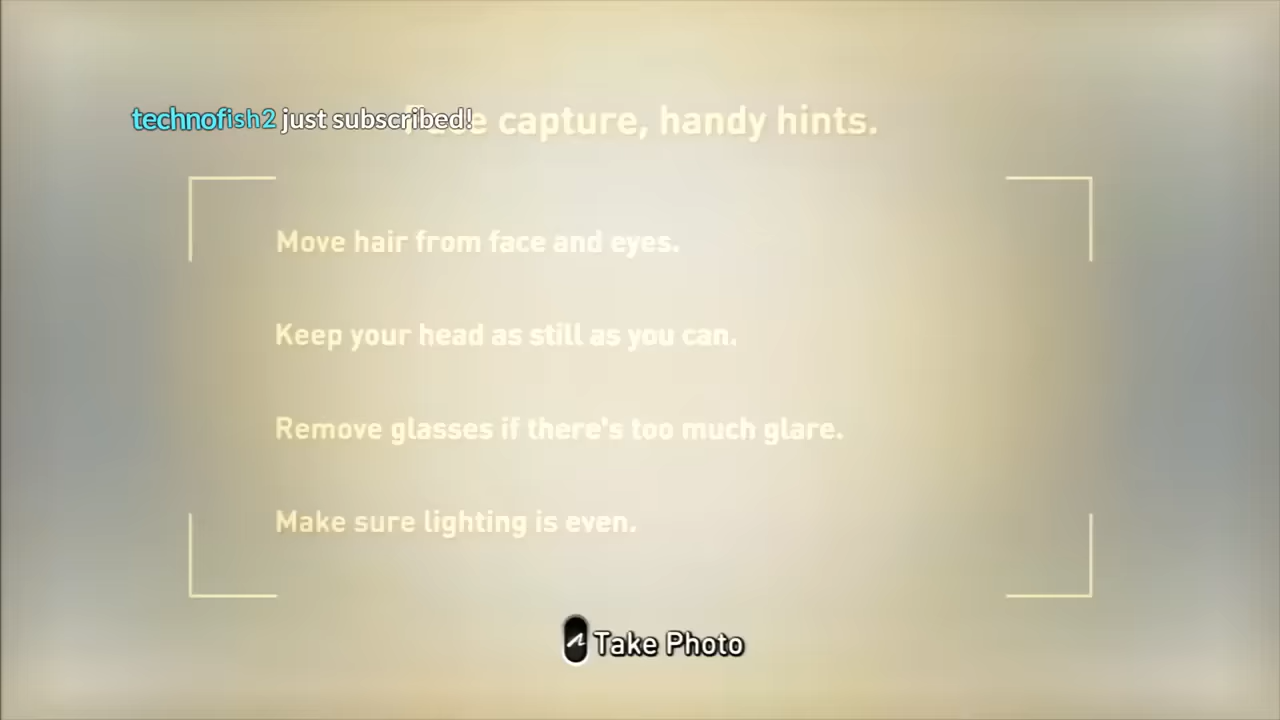 technofish2 just subscribed!
Face capture, handy hints.
Move hair from face and eyes.
Keep your head as still as you can.
Remove glasses if there's too much glare.
Make sure lighting is even.
Take Photo